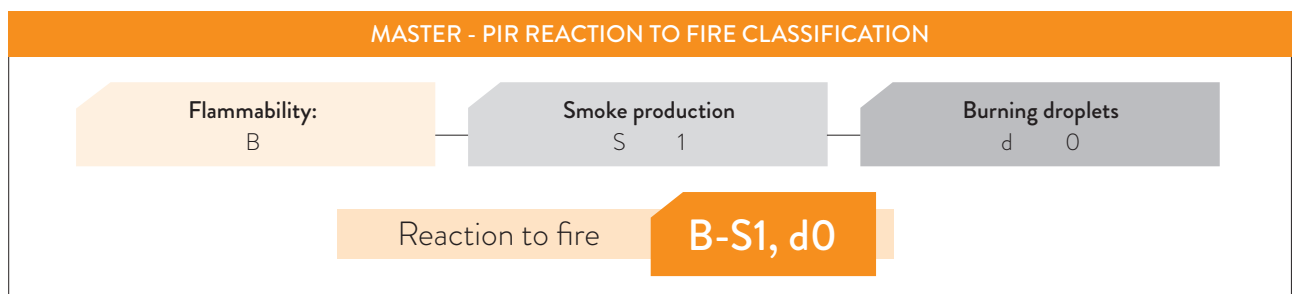 MASTER - PIR REACTION TO FIRE CLASSIFICATION
Flammability:
B
Smoke production
S 1
Burning droplets
d 0
Reaction to fire
B-S1, d0